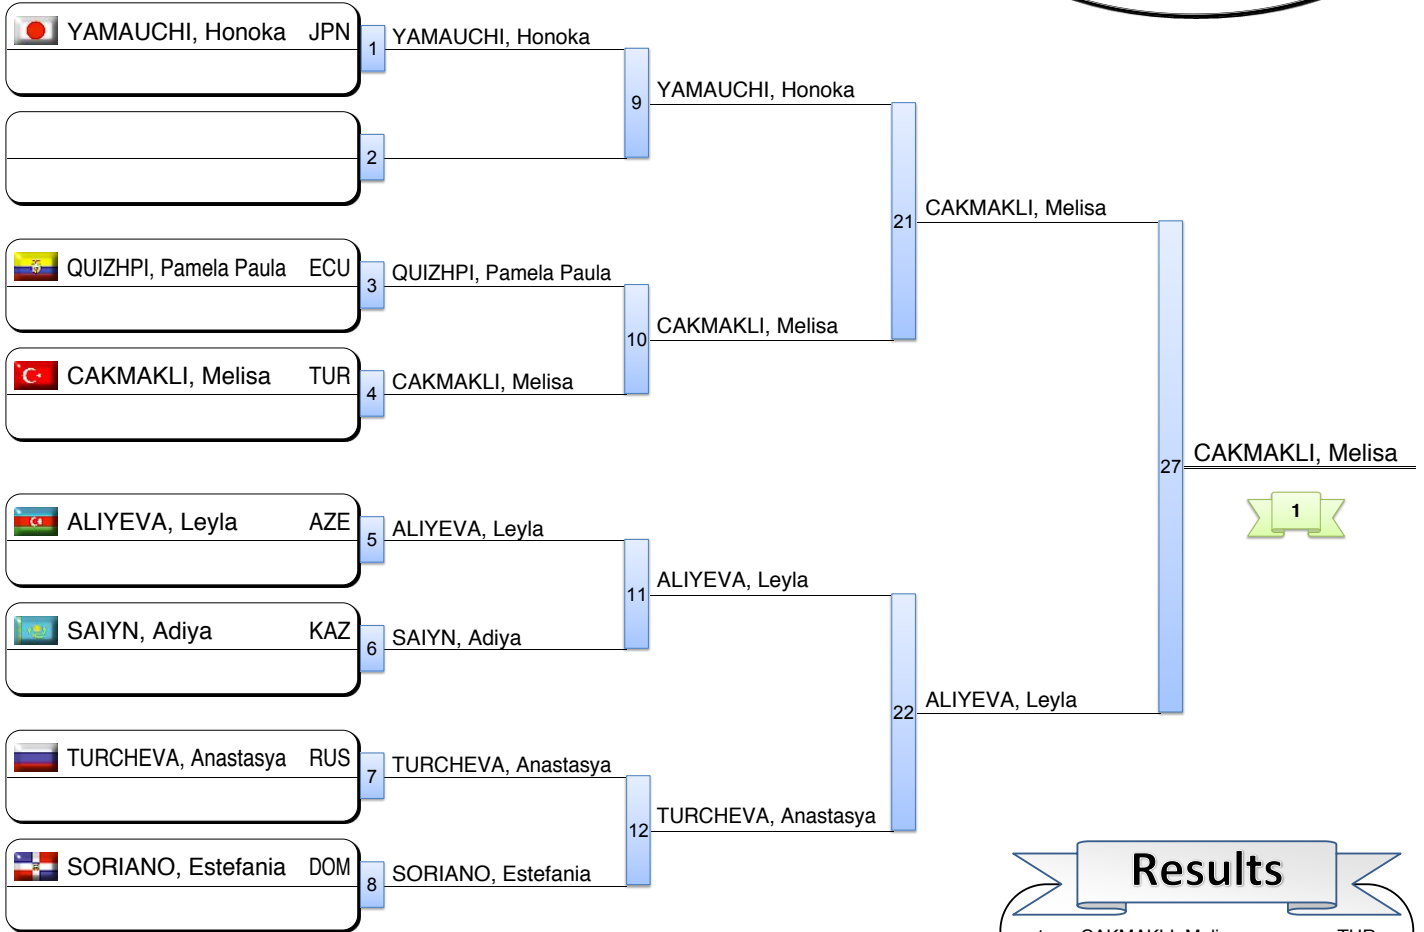 YAMAUCHI, Honoka JPN
1 YAMAUCHI, Honoka
9 YAMAUCHI, Honoka
2
21 CAKMAKLI, Melisa
QUIZHPI, Pamela Paula ECU
3 QUIZHPI, Pamela Paula
10 CAKMAKLI, Melisa
CAKMAKLI, Melisa TUR
4 CAKMAKLI, Melisa
27 CAKMAKLI, Melisa
1
ALIYEVA, Leyla AZE
5 ALIYEVA, Leyla
11 ALIYEVA, Leyla
SAIYN, Adiya KAZ
6 SAIYN, Adiya
22 ALIYEVA, Leyla
TURCHEVA, Anastasya RUS
7 TURCHEVA, Anastasya
12 TURCHEVA, Anastasya
SORIANO, Estefania DOM
8 SORIANO, Estefania
Results
CAKMAKLI, Melisa TUR